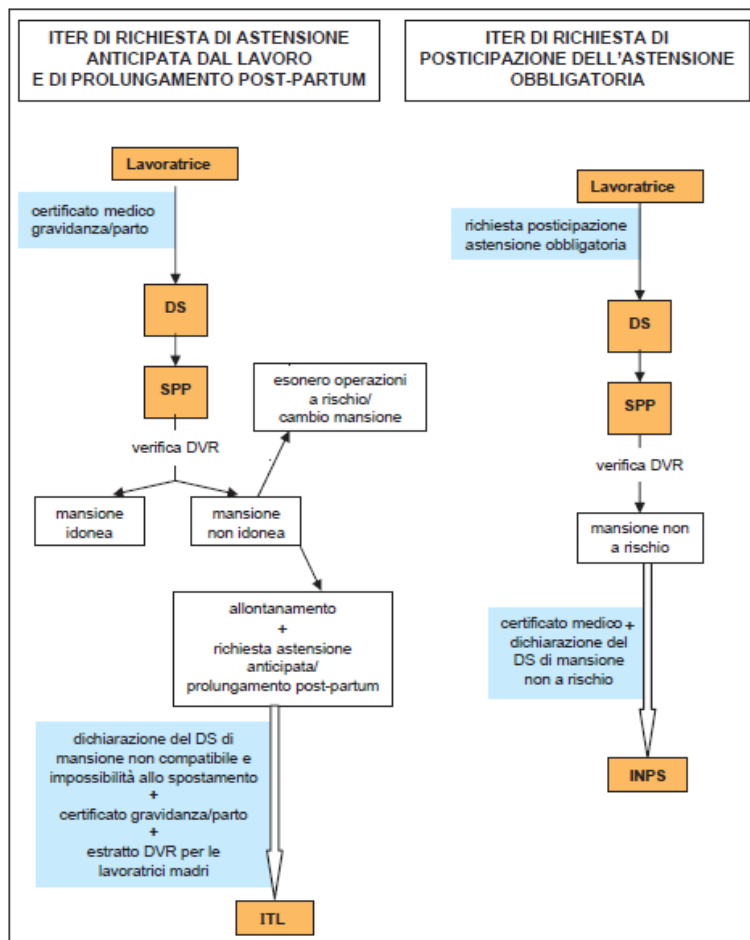 ITER DI RICHIESTA DI ASTENSIONE
ANTICIPATA DAL LAVORO
E DI PROLUNGAMENTO POST-PARTUM
Lavoratrice
certificato medico
gravidanza/parto
DS
SPP
esonero operazioni
a rischio/
cambio mansione
verifica DVR
mansione
idonea
mansione
non idonea
allontanamento
+
richiesta astensione
anticipata/
prolungamento post-partum
dichiarazione del DS di
mansione non compatibile e
impossibilità allo spostamento
+
certificato gravidanza/parto
+
estratto DVR per le
lavoratrici madri
ITL
ITER DI RICHIESTA DI
POSTICIPAZIONE DELL'ASTENSIONE
OBBLIGATORIA
Lavoratrice
richiesta posticipazione
astensione obbligatoria
DS
SPP
verifica DVR
mansione non
a rischio
certificato medico +
dichiarazione del
DS di mansione
non a rischio
INPS